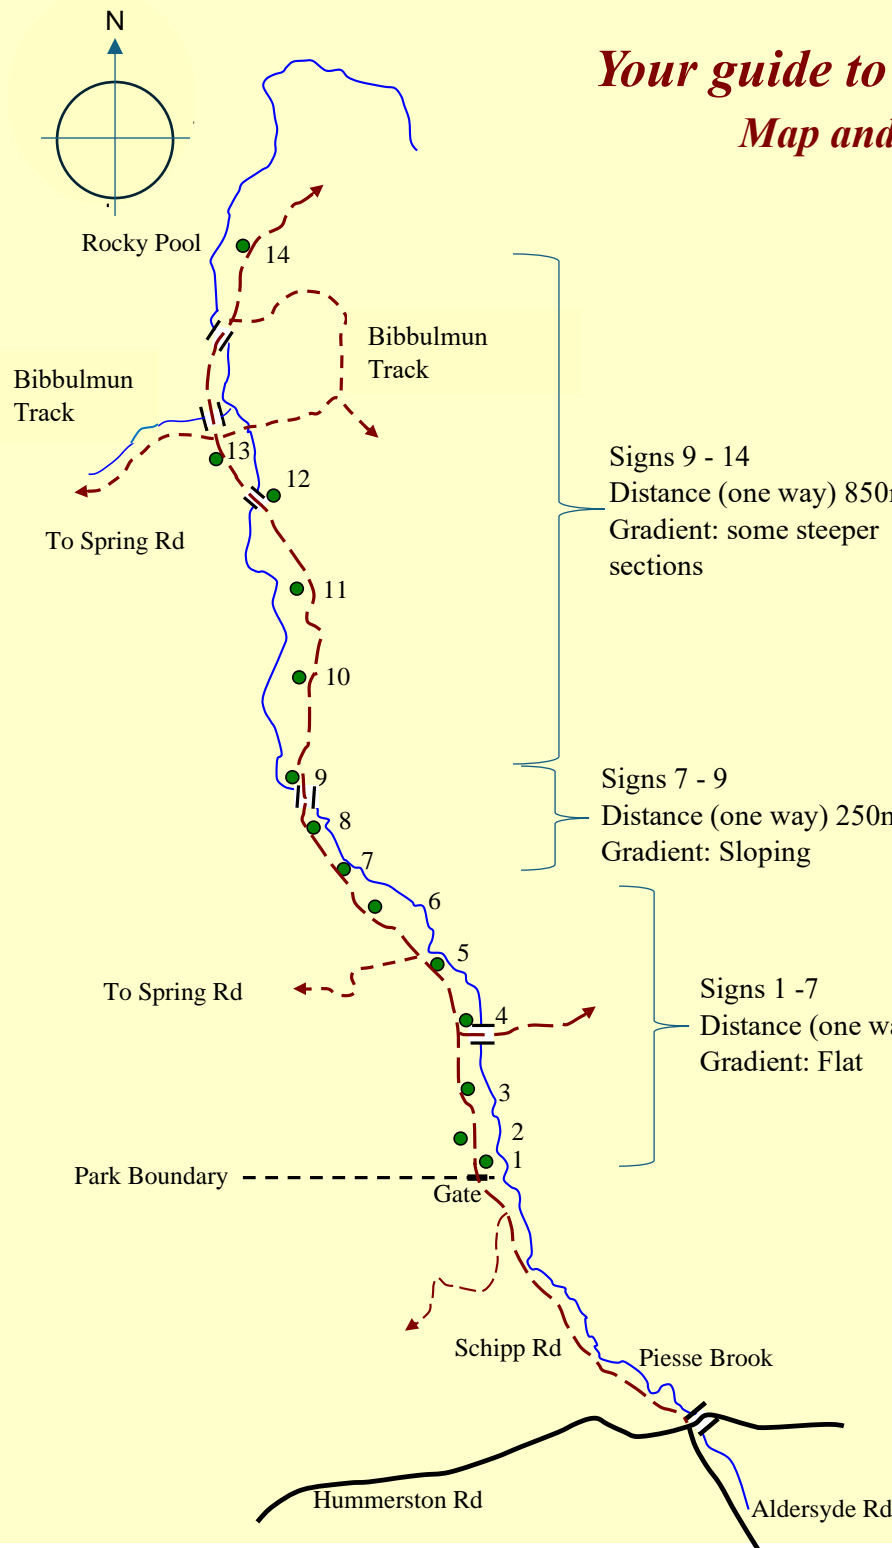 N
Your guide to
Map and
Rocky Pool
14
Bibbulmun
Track
Bibbulmun
Track
13
12
Signs 9 - 14
Distance (one way) 850m
Gradient: some steeper
sections
To Spring Rd
11
10
9
Signs 7 - 9
Distance (one way) 250m
Gradient: Sloping
8
7
6
5
To Spring Rd
4
Signs 1 -7
Distance (one
Gradient: Flat
3
2
1
Park Boundary
Gate
Schipp Rd
Piesse Brook
Hummerston Rd
Aldersyde Rd